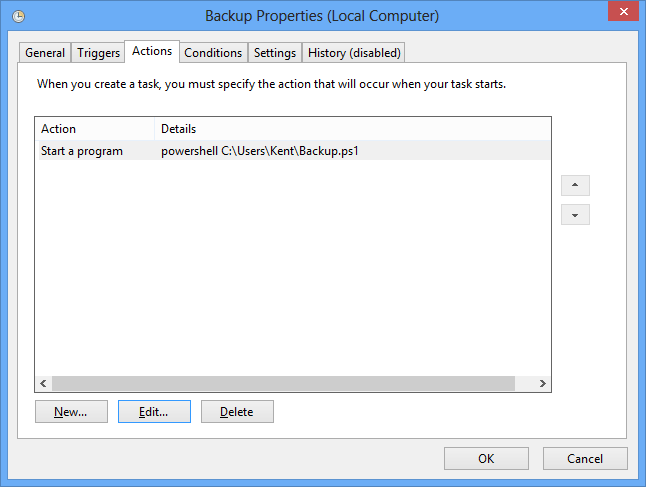 Backup Properties (Local Computer)
General Triggers Actions Conditions Settings History (disabled)
When you create a task, you must specify the action that will occur when your task starts.
Action Details
Start a program powershell C:\Users\Kent\Backup.ps1
New... Edit... Delete
OK Cancel